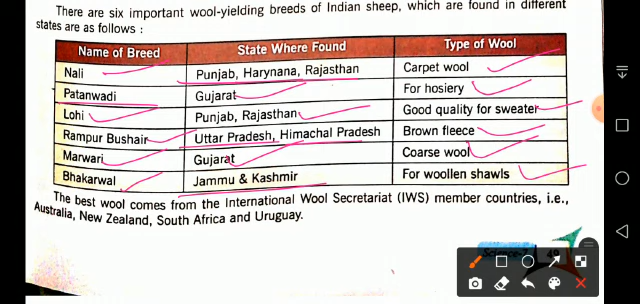 There are six important wool-yielding breeds of Indian sheep, which are found in different
states are as follows :
Name of Breed State Where Found Type of Wool
Nali Punjab, Harynana, Rajasthan Carpet wool
Patanwadi Gujarat For hosiery
Lohi Punjab, Rajasthan Good quality for sweater
Rampur Bushair Uttar Pradesh, Himachal Pradesh Brown fleece
Marwari Gujarat Coarse wool
Bhakarwal Jammu & Kashmir For woollen shawls
The best wool comes from the International Wool Secretariat (IWS) member countries, i.e.,
Australia, New Zealand, South Africa and Uruguay.